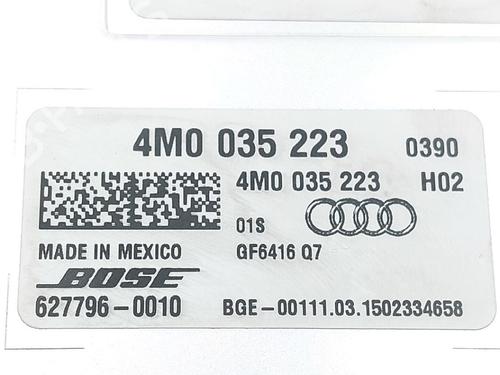 4M0 035 223 0390
4M0 035 223 H02
01S
MADE IN MEXICO GF6416 Q7
BOSE
627796-0010 BGE-00111.03.1502334658